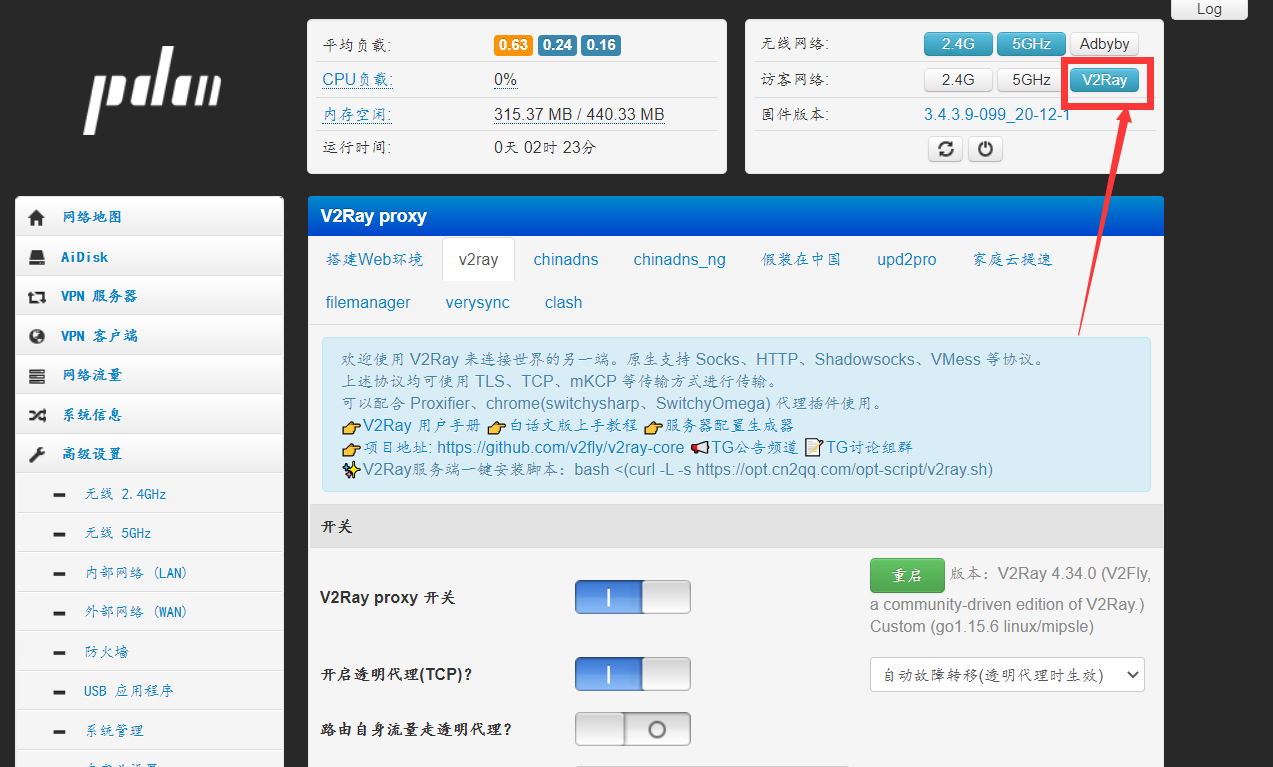 Log
pdcn
平均负载: 0.63 0.24 0.16
CPU负载: 0%
内存空闲: 315.37 MB / 440.33 MB
运行时间: 0天 02时 23分
无线网络: 2.4G 5GHz Adbyby
访客网络: 2.4G 5GHz V2Ray
固件版本: 3.4.3.9-099_20-12-1
网络地图
AiDisk
VPN 服务器
VPN 客户端
网络流量
系统信息
高级设置
无线 2.4GHz
无线 5GHz
内部网络 (LAN)
外部网络 (WAN)
防火墙
USB 应用程序
系统管理
V2Ray proxy
搭建Web环境 v2ray chinadns chinadns_ng 假装在中国 upd2pro 家庭云提速
filemanager verysync clash
欢迎使用 V2Ray 来连接世界的另一端。原生支持 Socks、HTTP、Shadowsocks、VMess 等协议。
上述协议均可使用 TLS、TCP、mKCP 等传输方式进行传输。
可以配合 Proxifier、chrome(switchysharp、SwitchyOmega) 代理插件使用。
👉V2Ray 用户手册 👉白话文版上手教程 👉服务器配置生成器
👉项目地址: https://github.com/v2fly/v2ray-core 📢TG公告频道 📝TG讨论组群
✨V2Ray服务端一键安装脚本：bash <(curl -L -s https://opt.cn2qq.com/opt-script/v2ray.sh)
开关
V2Ray proxy 开关
重启 版本：V2Ray 4.34.0 (V2Fly,
a community-driven edition of V2Ray.)
Custom (go1.15.6 linux/mipsle)
开启透明代理(TCP)? 自动故障转移(透明代理时生效)
路由自身流量走透明代理?